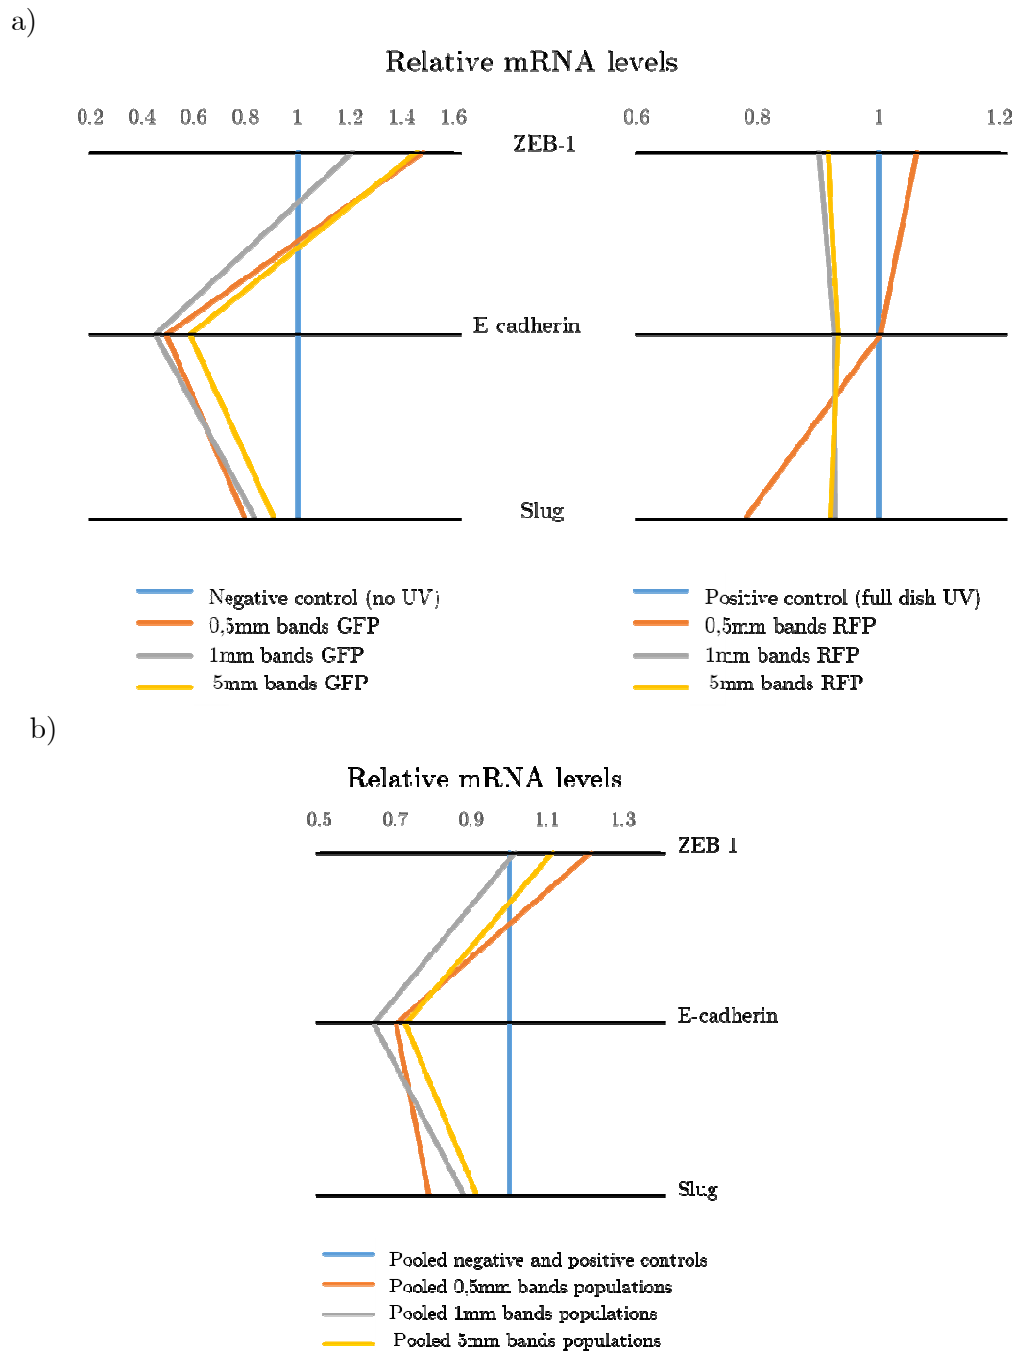 a)
Relative mRNA levels
0.2 0.4 0.6 0.8 1 1.2 1.4 1.6
0.6 0.8 1 1.2
ZEB-1
E cadherin
Slug
Negative control (no UV)
0,5mm bands GFP
1mm bands GFP
5mm bands GFP
Positive control (full dish UV)
0,5mm bands RFP
1mm bands RFP
5mm bands RFP
b)
Relative mRNA levels
0.5 0.7 0.9 1.1 1.3
ZEB 1
E-cadherin
Slug
Pooled negative and positive controls
Pooled 0,5mm bands populations
Pooled 1mm bands populations
Pooled 5mm bands populations